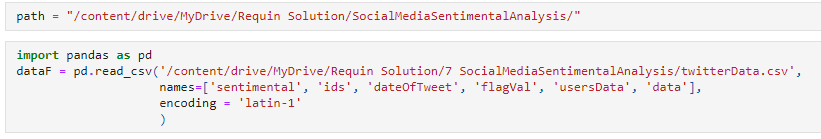 path = "/content/drive/MyDrive/Requin Solution/SocialMediaSentimentalAnalysis/"
import pandas as pd
dataF = pd.read_csv('/content/drive/MyDrive/Requin Solution/7 SocialMediaSentimentalAnalysis/twitterData.csv',
names=['sentimental', 'ids', 'dateOfTweet', 'flagVal', 'usersData', 'data'],
encoding = 'latin-1'
)